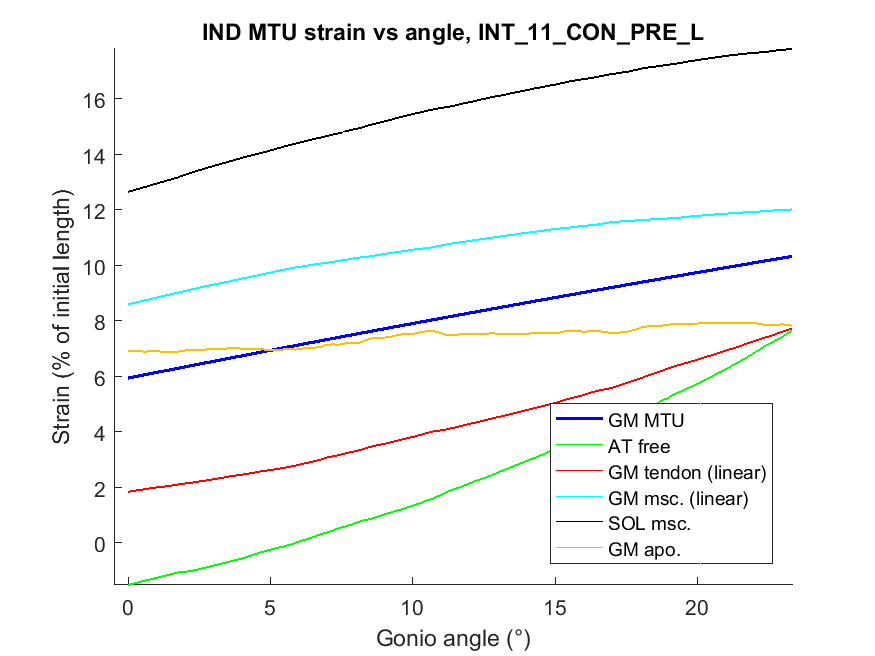 IND MTU strain vs angle, INT_11_CON_PRE_L
Strain (% of initial length)
16
14
12
10
8
6
4
2
0
0 5 10 15 20
Gonio angle (°)
GM MTU
AT free
GM tendon (linear)
GM msc. (linear)
SOL msc.
GM apo.